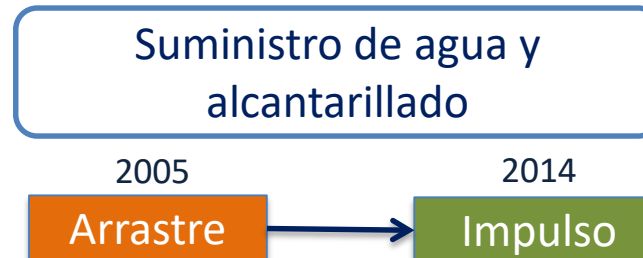 Suministro de agua y
alcantarillado
2005 2014
Arrastre Impulso